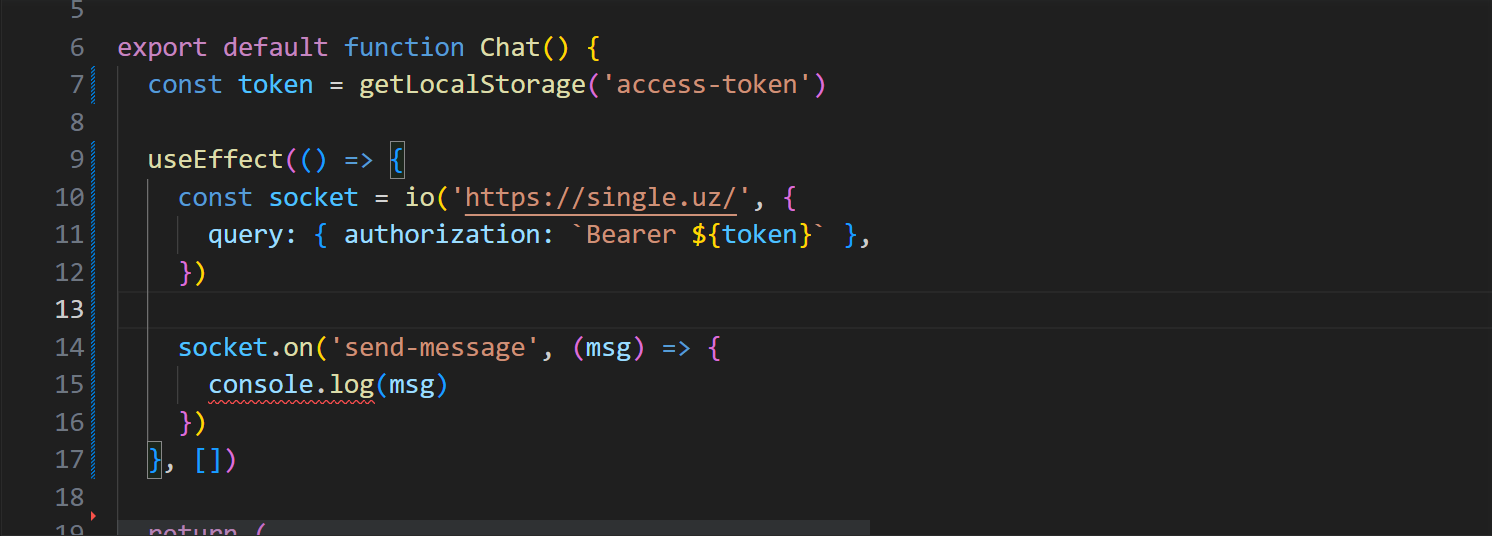 5
6 export default function Chat() {
7 const token = getLocalStorage('access-token')
8
9 useEffect(() => {
10 const socket = io('https://single.uz/', {
11 query: { authorization: `Bearer ${token}` },
12 })
13
14 socket.on('send-message', (msg) => {
15 console.log(msg)
16 })
17 }, [])
18
19 return (